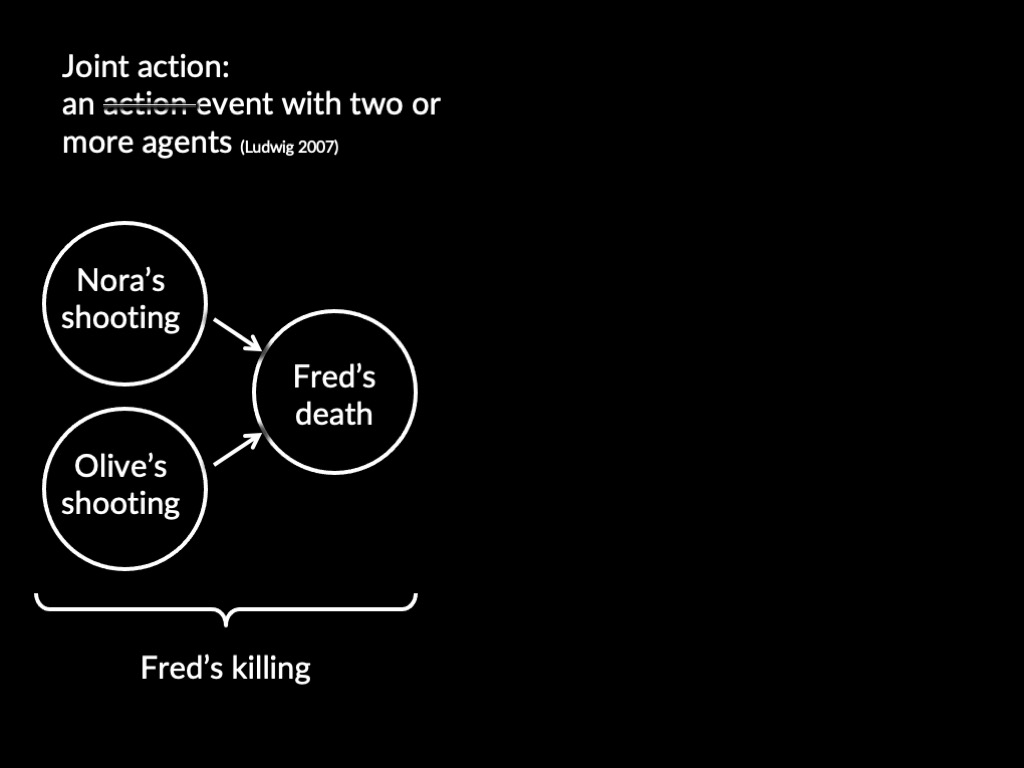 Joint action:
an action event with two or
more agents (Ludwig 2007)
Nora’s
shooting
Fred’s
death
Olive’s
shooting
Fred’s killing